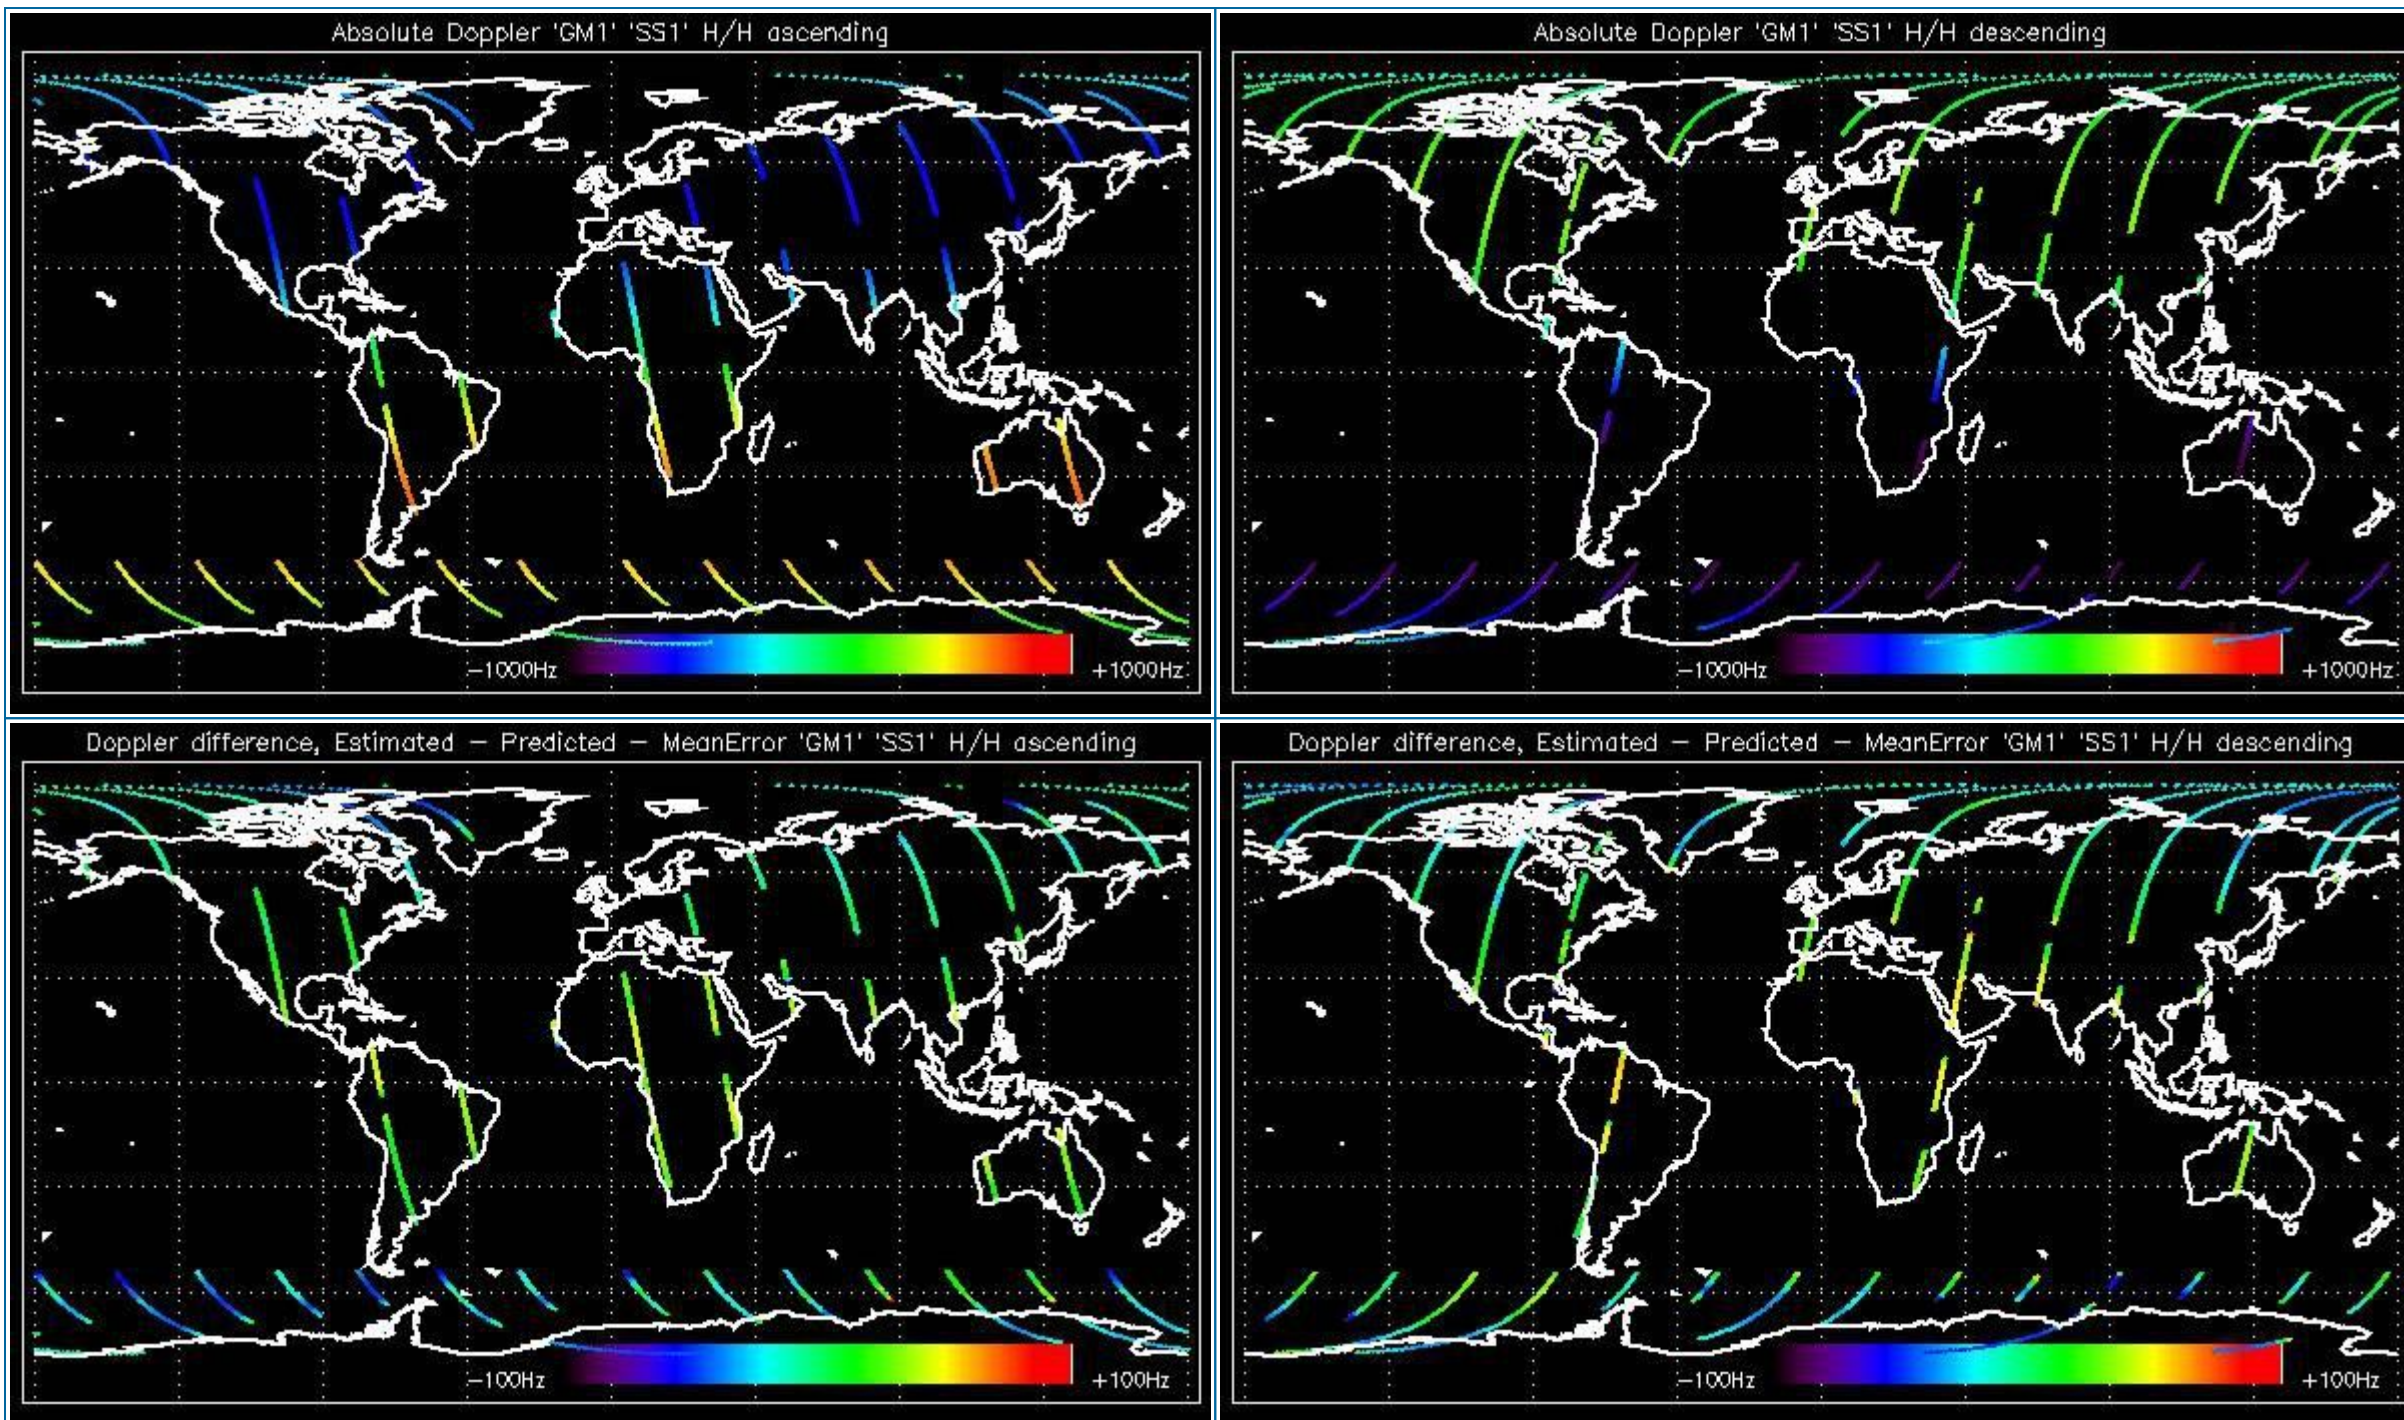 Absolute Doppler 'GM1' 'SS1' H/H ascending
-1000Hz
+1000Hz
Absolute Doppler 'GM1' 'SS1' H/H descending
-1000Hz
+1000Hz
Doppler difference, Estimated - Predicted - MeanError 'GM1' 'SS1' H/H ascending
-100Hz
+100Hz
Doppler difference, Estimated - Predicted - MeanError 'GM1' 'SS1' H/H descending
-100Hz
+100Hz